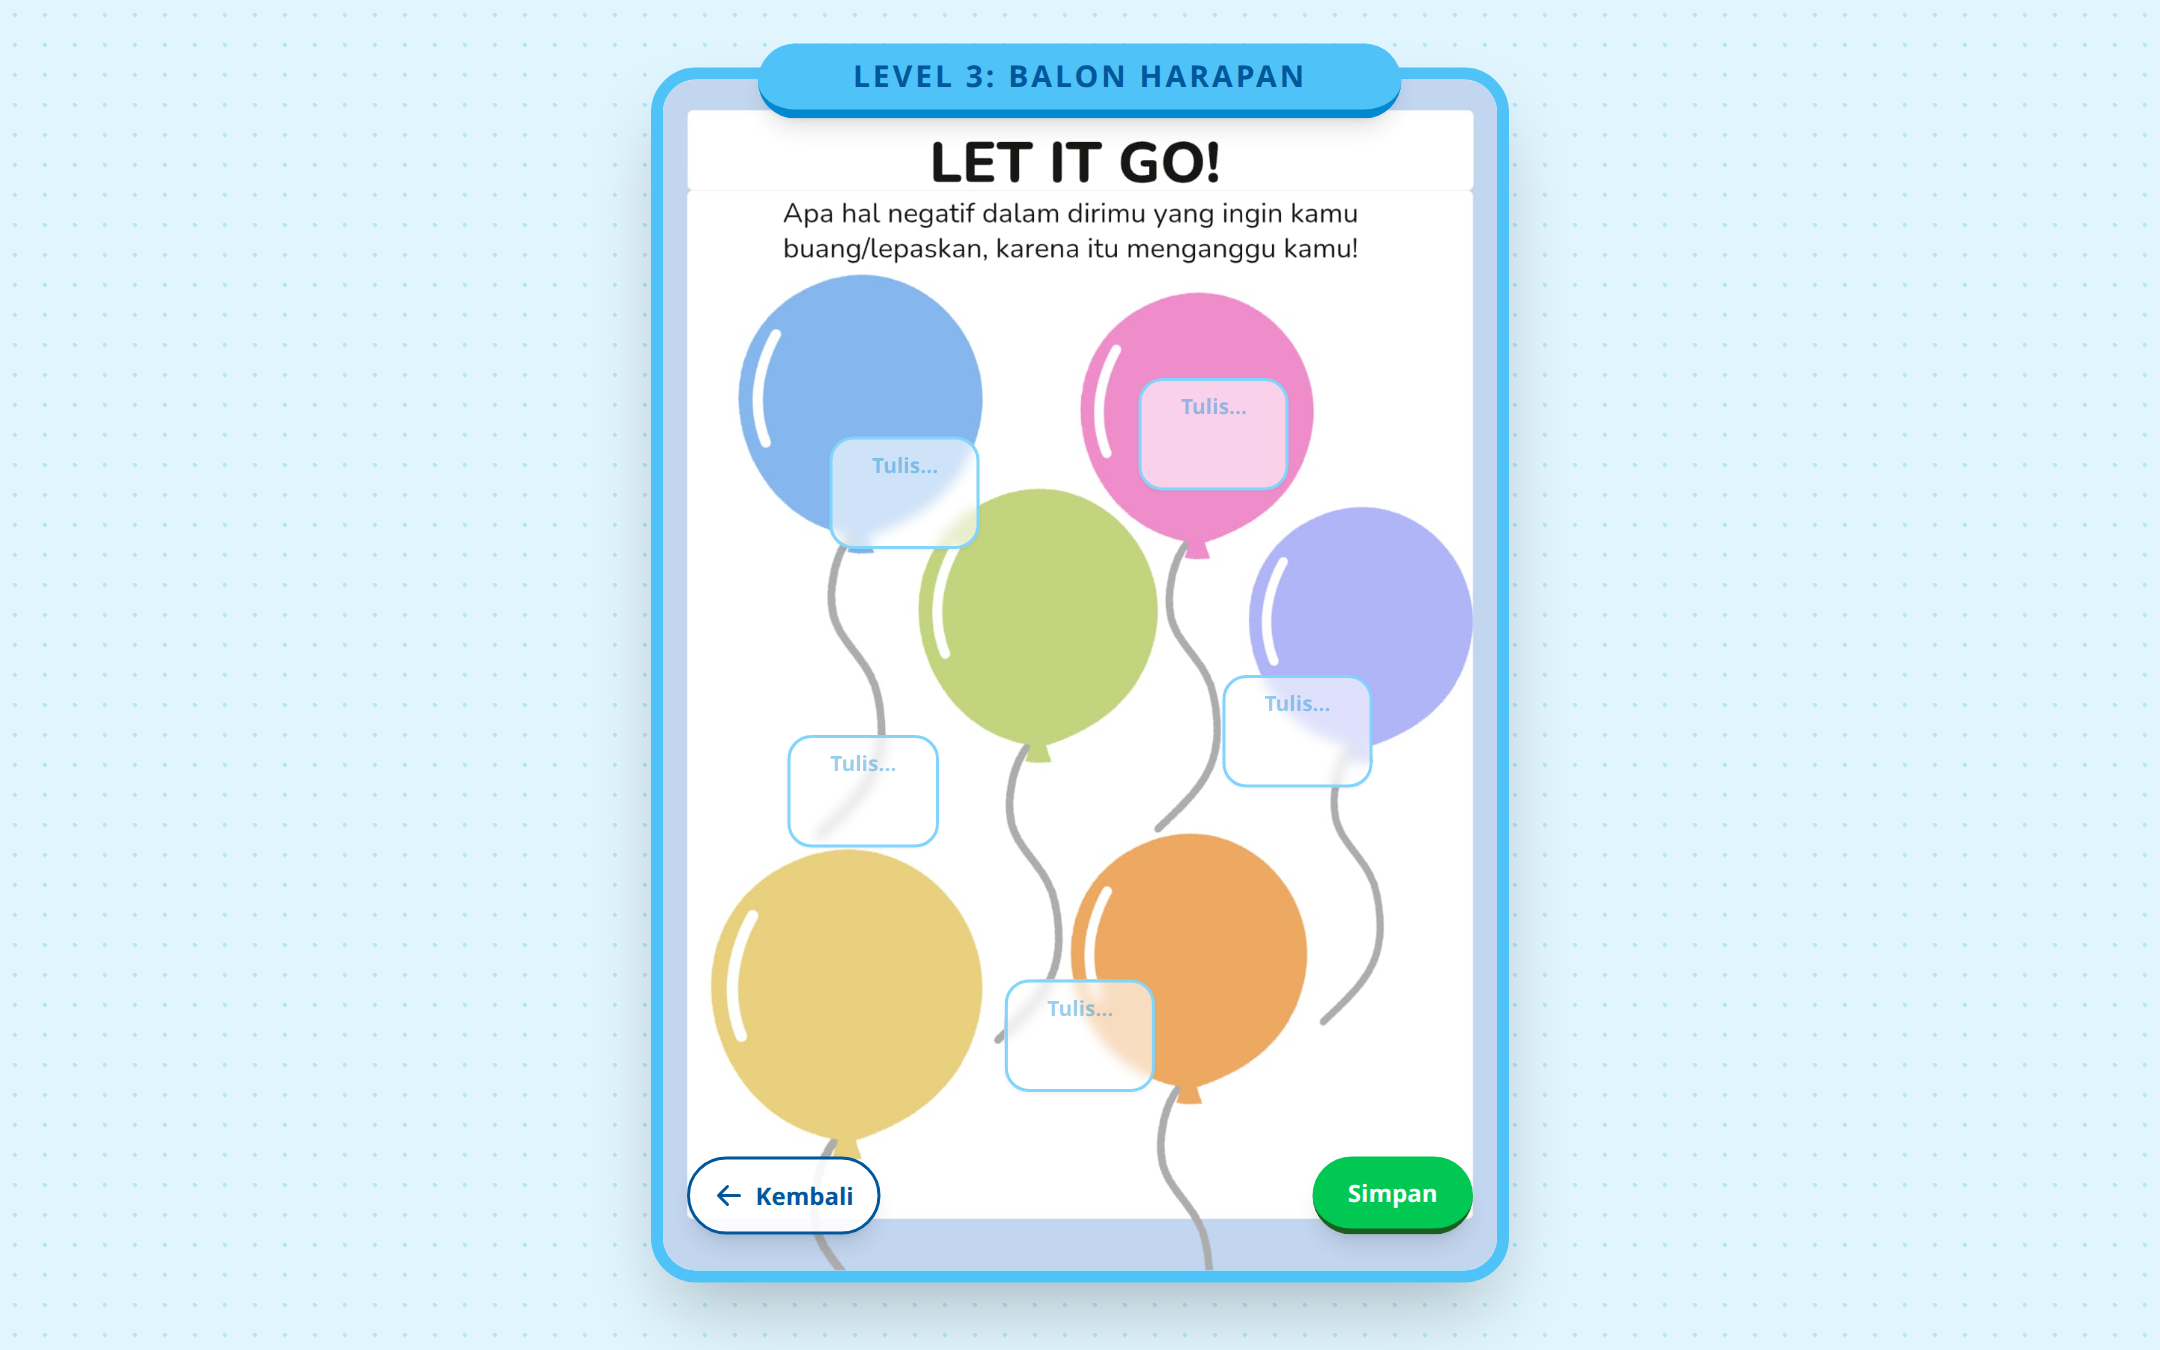 LEVEL 3: BALON HARAPAN
LET IT GO!
Apa hal negatif dalam dirimu yang ingin kamu
buang/lepaskan, karena itu menganggu kamu!
Tulis...
Tulis...
Tulis...
Tulis...
Tulis...
Kembali
Simpan